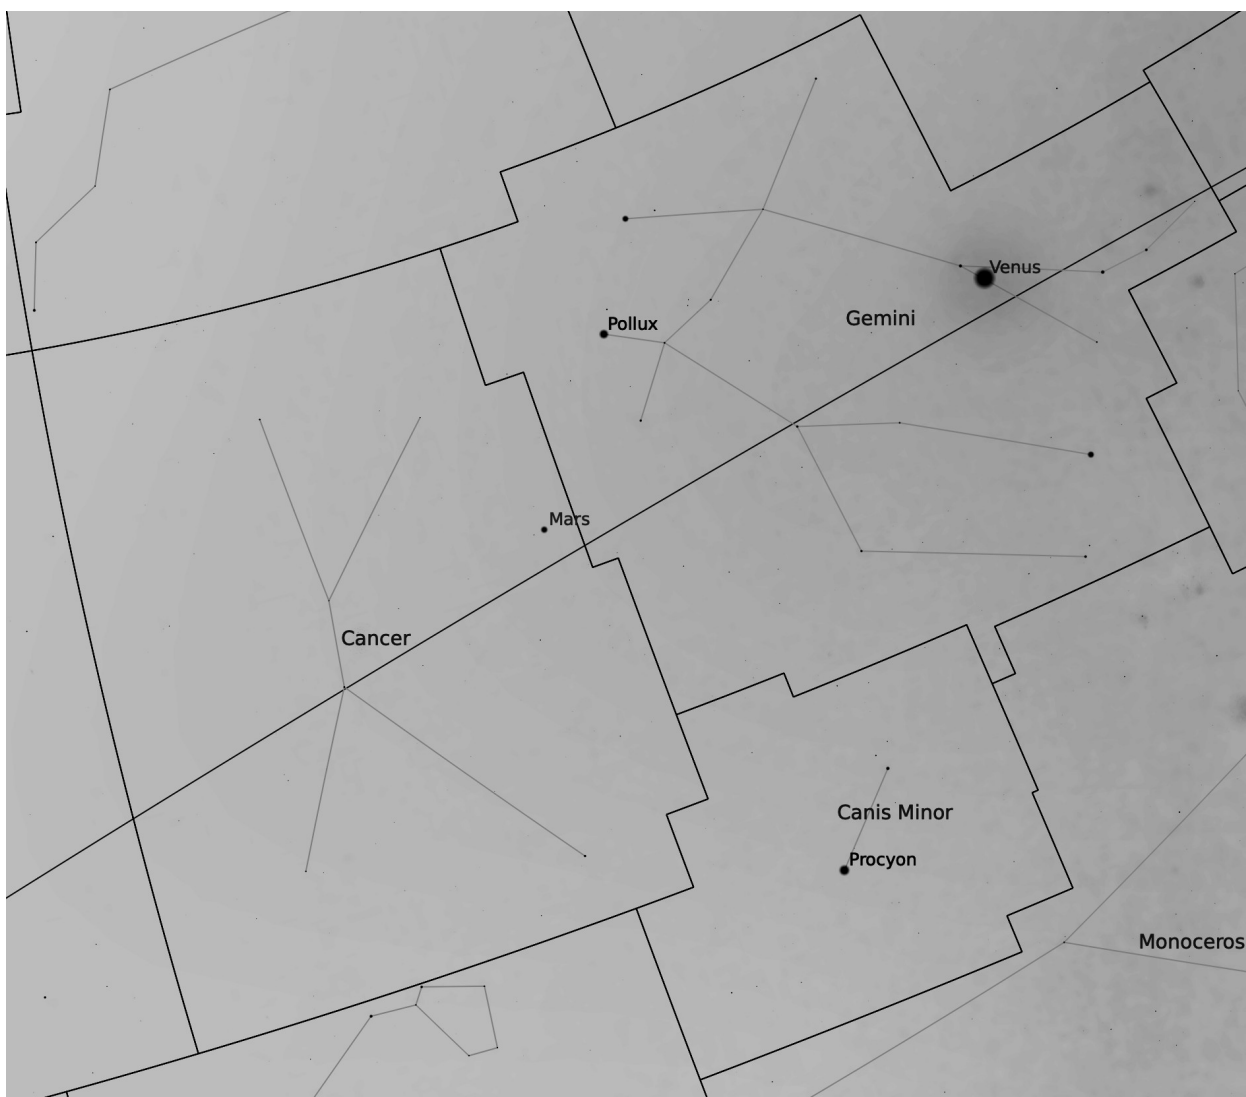 Venus
Gemini
Pollux
Mars
Cancer
Canis Minor
Procyon
Monoceros